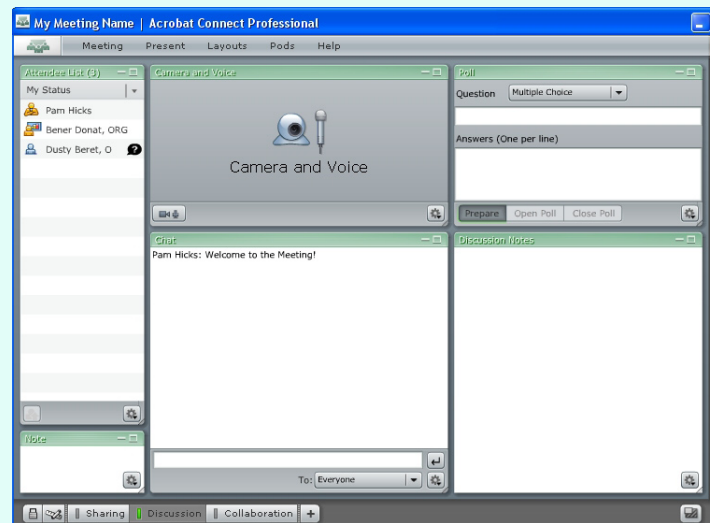 My Meeting Name | Acrobat Connect Professional
Meeting Present Layouts Pods Help
Attendee List (3)
My Status
Pam Hicks
Bener Donat, ORG
Dusty Beret, O
Camera and Voice
Camera and Voice
Poll
Question Multiple Choice
Answers (One per line)
Prepare Open Poll Close Poll
Chat
Pam Hicks: Welcome to the Meeting!
To: Everyone
Discussion Notes
Note
Sharing Discussion Collaboration +